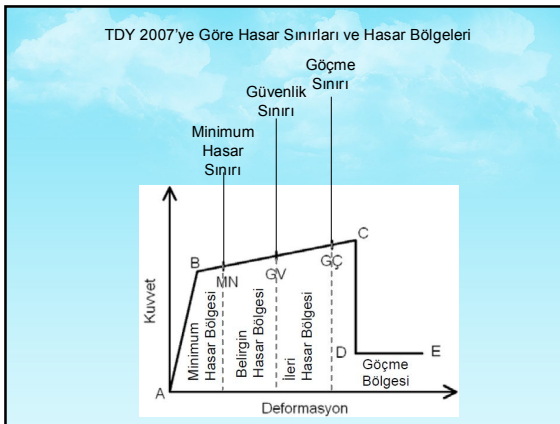 TDY 2007'ye Göre Hasar Sınırları ve Hasar Bölgeleri
Göçme
Sınırı
Güvenlik
Sınırı
Minimum
Hasar
Sınırı
C
B
MN
GV
GÇ
Kuvvet
Minimum
Hasar Bölgesi
Belirgin
Hasar Bölgesi
İleri
Hasar Bölgesi
D
E
Göçme
Bölgesi
A
Deformasyon